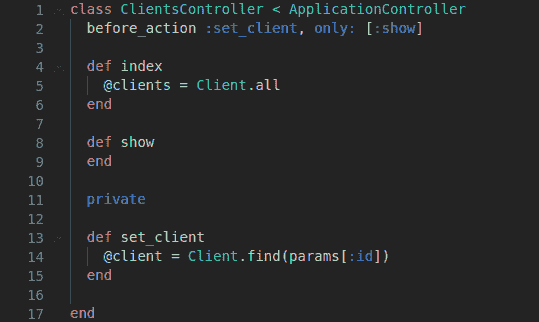 1 class ClientsController < ApplicationController
2   before_action :set_client, only: [:show]
3
4   def index
5     @clients = Client.all
6   end
7
8   def show
9   end
10
11   private
12
13   def set_client
14     @client = Client.find(params[:id])
15   end
16
17 end